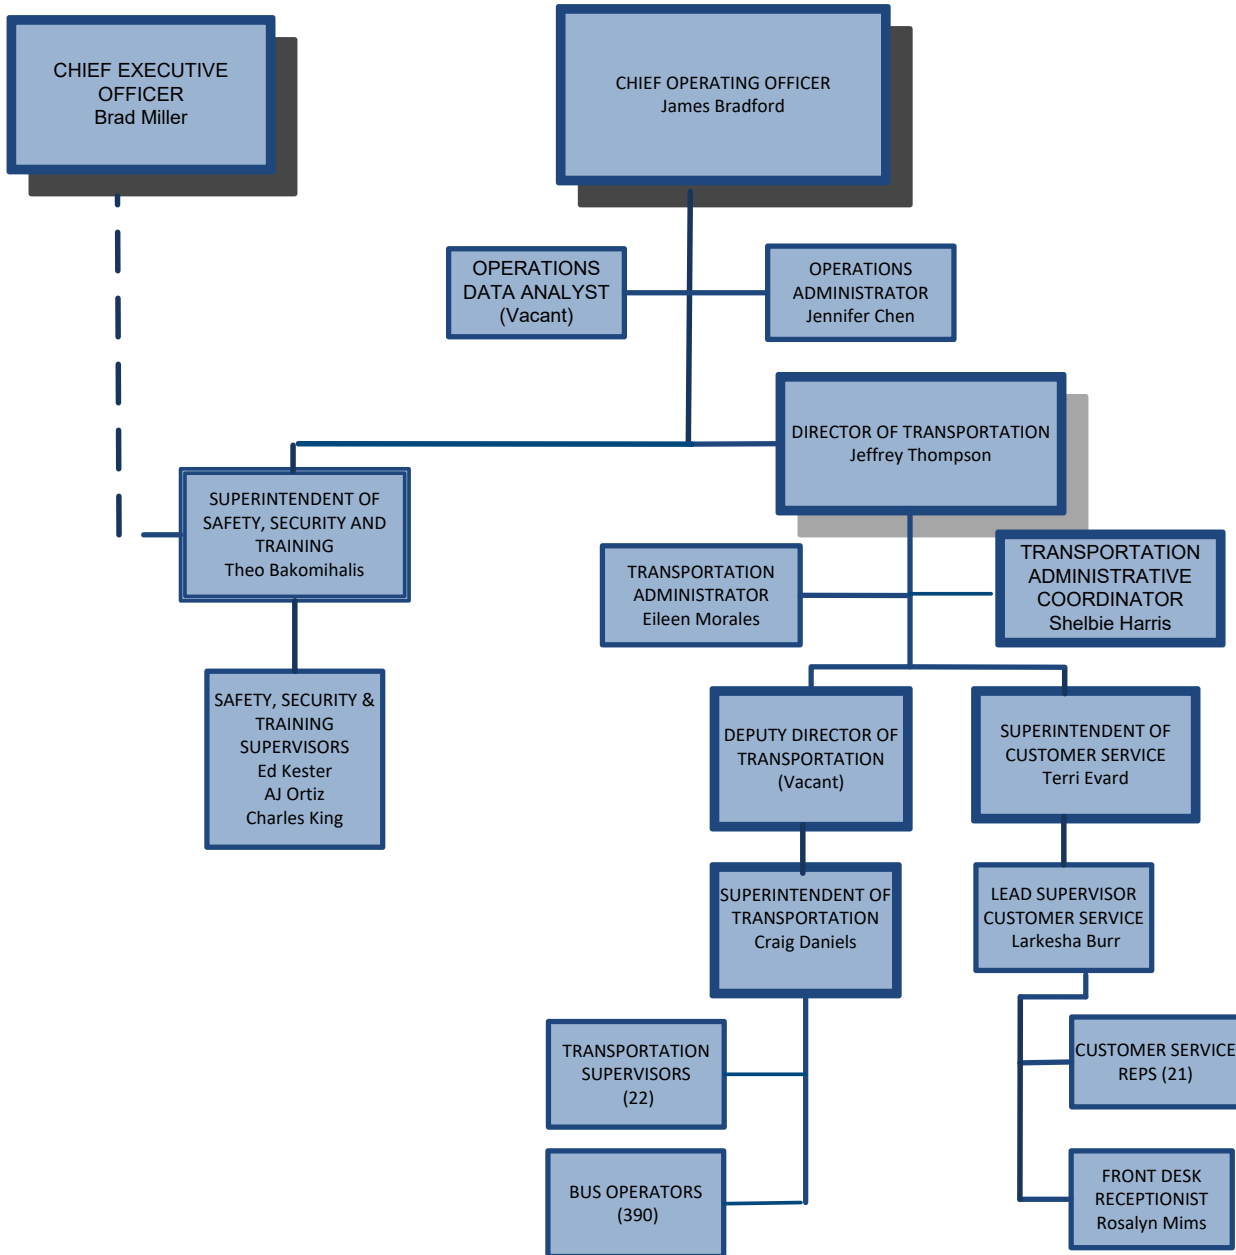 CHIEF EXECUTIVE
OFFICER
Brad Miller
CHIEF OPERATING OFFICER
James Bradford
OPERATIONS
DATA ANALYST
(Vacant)
OPERATIONS
ADMINISTRATOR
Jennifer Chen
DIRECTOR OF TRANSPORTATION
Jeffrey Thompson
SUPERINTENDENT OF
SAFETY, SECURITY AND
TRAINING
Theo Bakomihalis
TRANSPORTATION
ADMINISTRATOR
Eileen Morales
TRANSPORTATION
ADMINISTRATIVE
COORDINATOR
Shelbie Harris
SAFETY, SECURITY &
TRAINING
SUPERVISORS
Ed Kester
AJ Ortiz
Charles King
DEPUTY DIRECTOR OF
TRANSPORTATION
(Vacant)
SUPERINTENDENT OF
CUSTOMER SERVICE
Terri Evard
SUPERINTENDENT OF
TRANSPORTATION
Craig Daniels
LEAD SUPERVISOR
CUSTOMER SERVICE
Larkesha Burr
TRANSPORTATION
SUPERVISORS
(22)
CUSTOMER SERVICE
REPS (21)
BUS OPERATORS
(390)
FRONT DESK
RECEPTIONIST
Rosalyn Mims